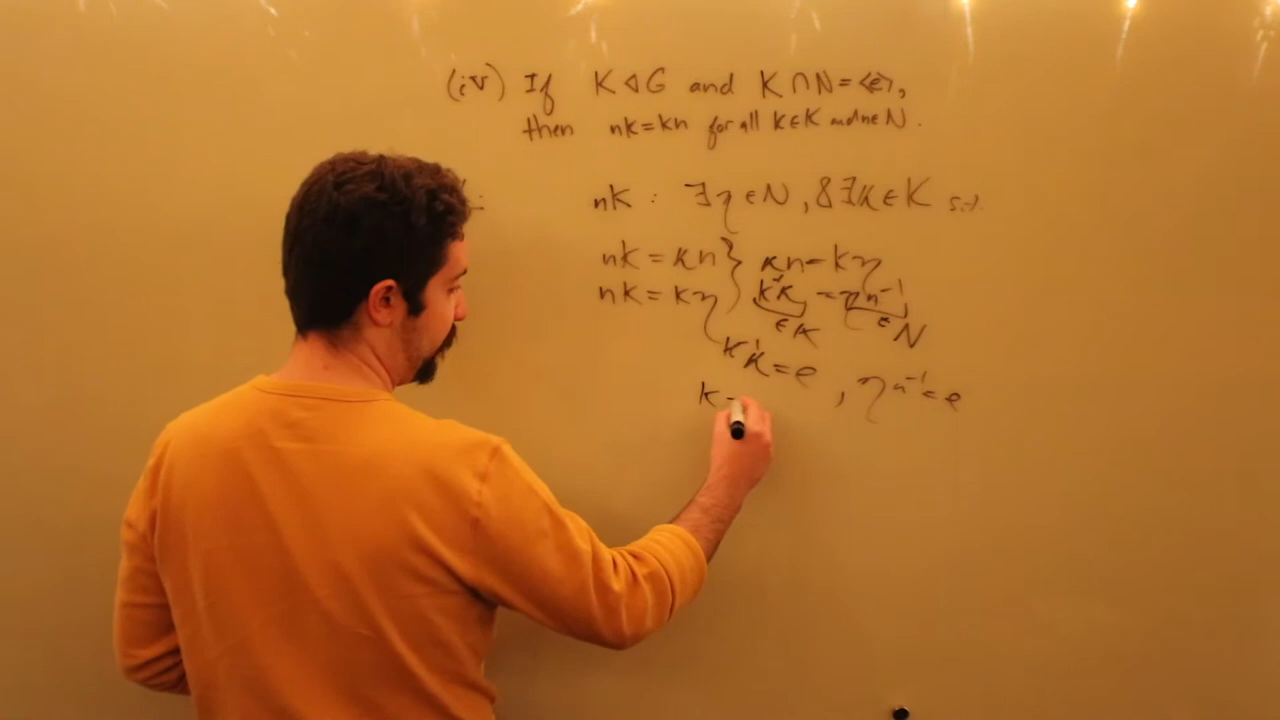 (iv) If K ◁ G and K ∩ N = <e>,
then nk = kn for all k ∈ K and n ∈ N.
nk : ∃ η ∈ N, & ∃ κ ∈ K s.t.
nk = κn } κn = kη
nk = kη } k⁻¹κ = ηn⁻¹
∈ K ∈ N
k⁻¹κ = e , ηn⁻¹ = e
k =